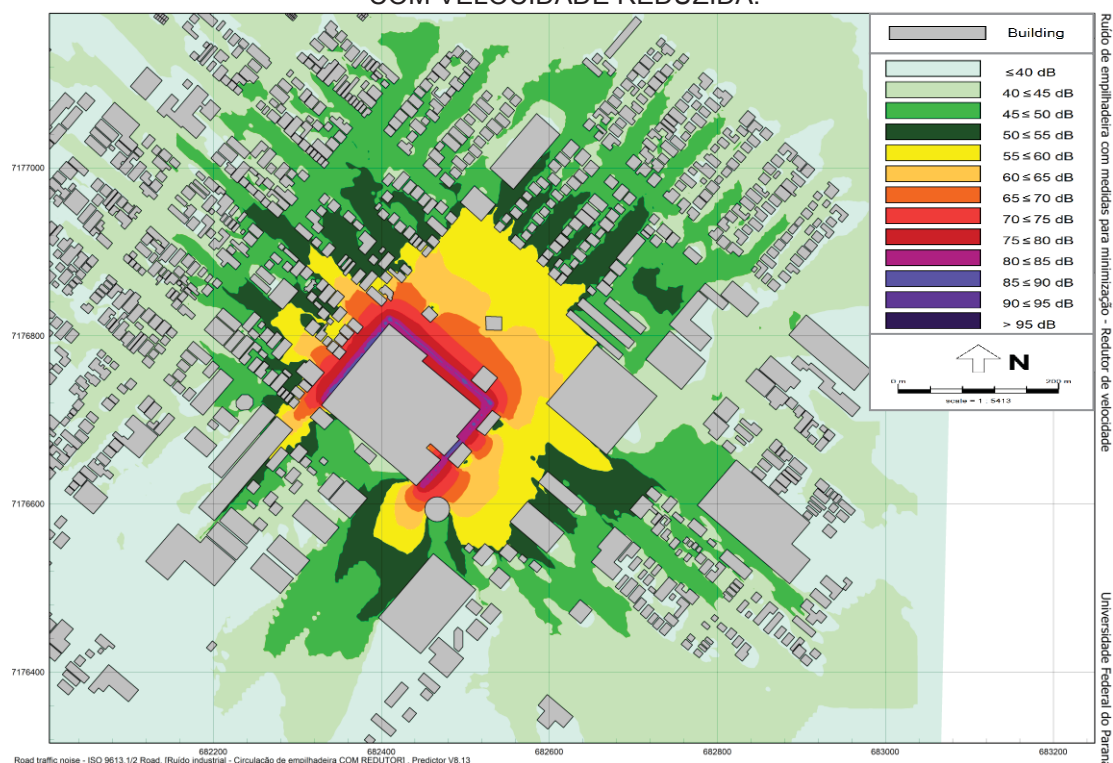 COM VELOCIDADE REDUZIDA.
Building
≤40 dB
40≤45 dB
45≤50 dB
50≤55 dB
55≤60 dB
60≤65 dB
65≤70 dB
70≤75 dB
75≤80 dB
80≤85 dB
85≤90 dB
90≤95 dB
> 95 dB
N
0 m 200 m
scale = 1 : 5413
Ruído de empilhadeira com medidas para minimização - Redutor de velocidade
Universidade Federal do Paraná
7177000
7176800
7176600
7176400
682200 682400 682600 682800 683000 683200
Road traffic noise - ISO 9613.1/2 Road, [Ruído industrial - Circulação de empilhadeira COM REDUTOR] , Predictor V8.13